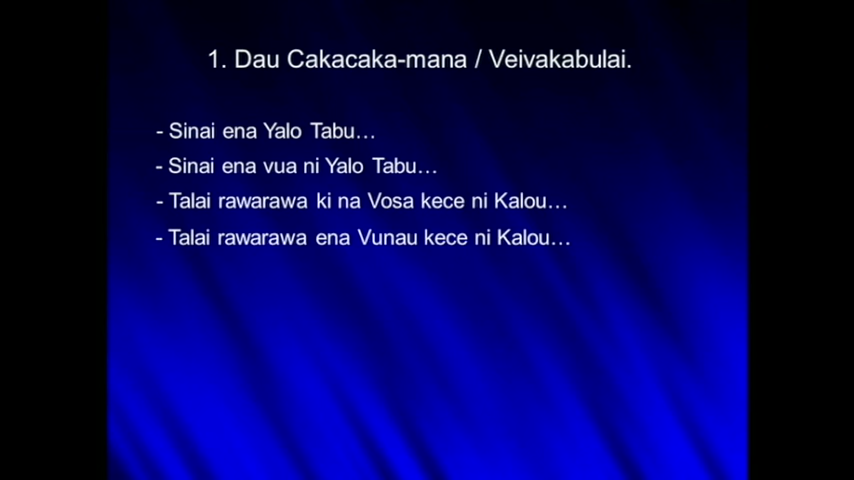 1. Dau Cakacaka-mana / Veivakabulai.
- Sinai ena Yalo Tabu…
- Sinai ena vua ni Yalo Tabu…
- Talai rawarawa ki na Vosa kece ni Kalou…
- Talai rawarawa ena Vunau kece ni Kalou…